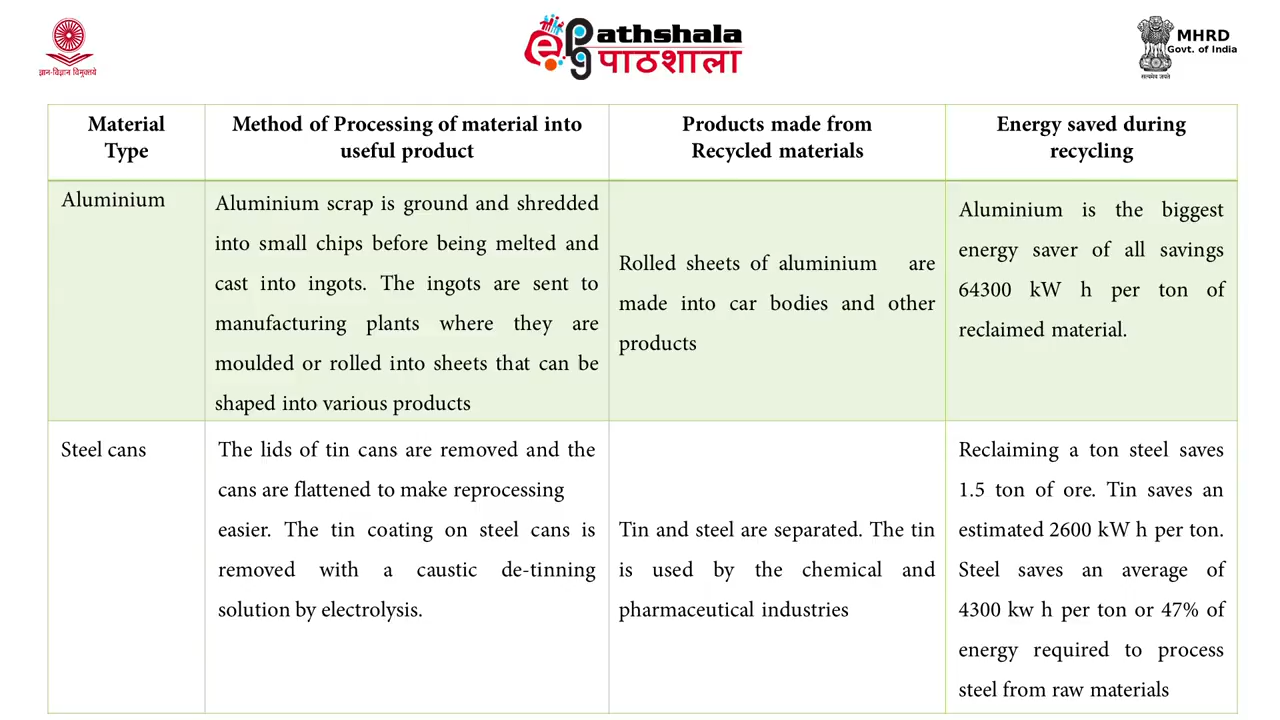 ज्ञान-विज्ञान विमुक्तये
e pg athshala
पाठशाला
MHRD
Govt. of India
सत्यमेव जयते
Material
Type
Method of Processing of material into
useful product
Products made from
Recycled materials
Energy saved during
recycling
Aluminium
Aluminium scrap is ground and shredded
into small chips before being melted and
cast into ingots. The ingots are sent to
manufacturing plants where they are
moulded or rolled into sheets that can be
shaped into various products
Rolled sheets of aluminium are
made into car bodies and other
products
Aluminium is the biggest
energy saver of all savings
64300 kW h per ton of
reclaimed material.
Steel cans
The lids of tin cans are removed and the
cans are flattened to make reprocessing
easier. The tin coating on steel cans is
removed with a caustic de-tinning
solution by electrolysis.
Tin and steel are separated. The tin
is used by the chemical and
pharmaceutical industries
Reclaiming a ton steel saves
1.5 ton of ore. Tin saves an
estimated 2600 kW h per ton.
Steel saves an average of
4300 kw h per ton or 47% of
energy required to process
steel from raw materials